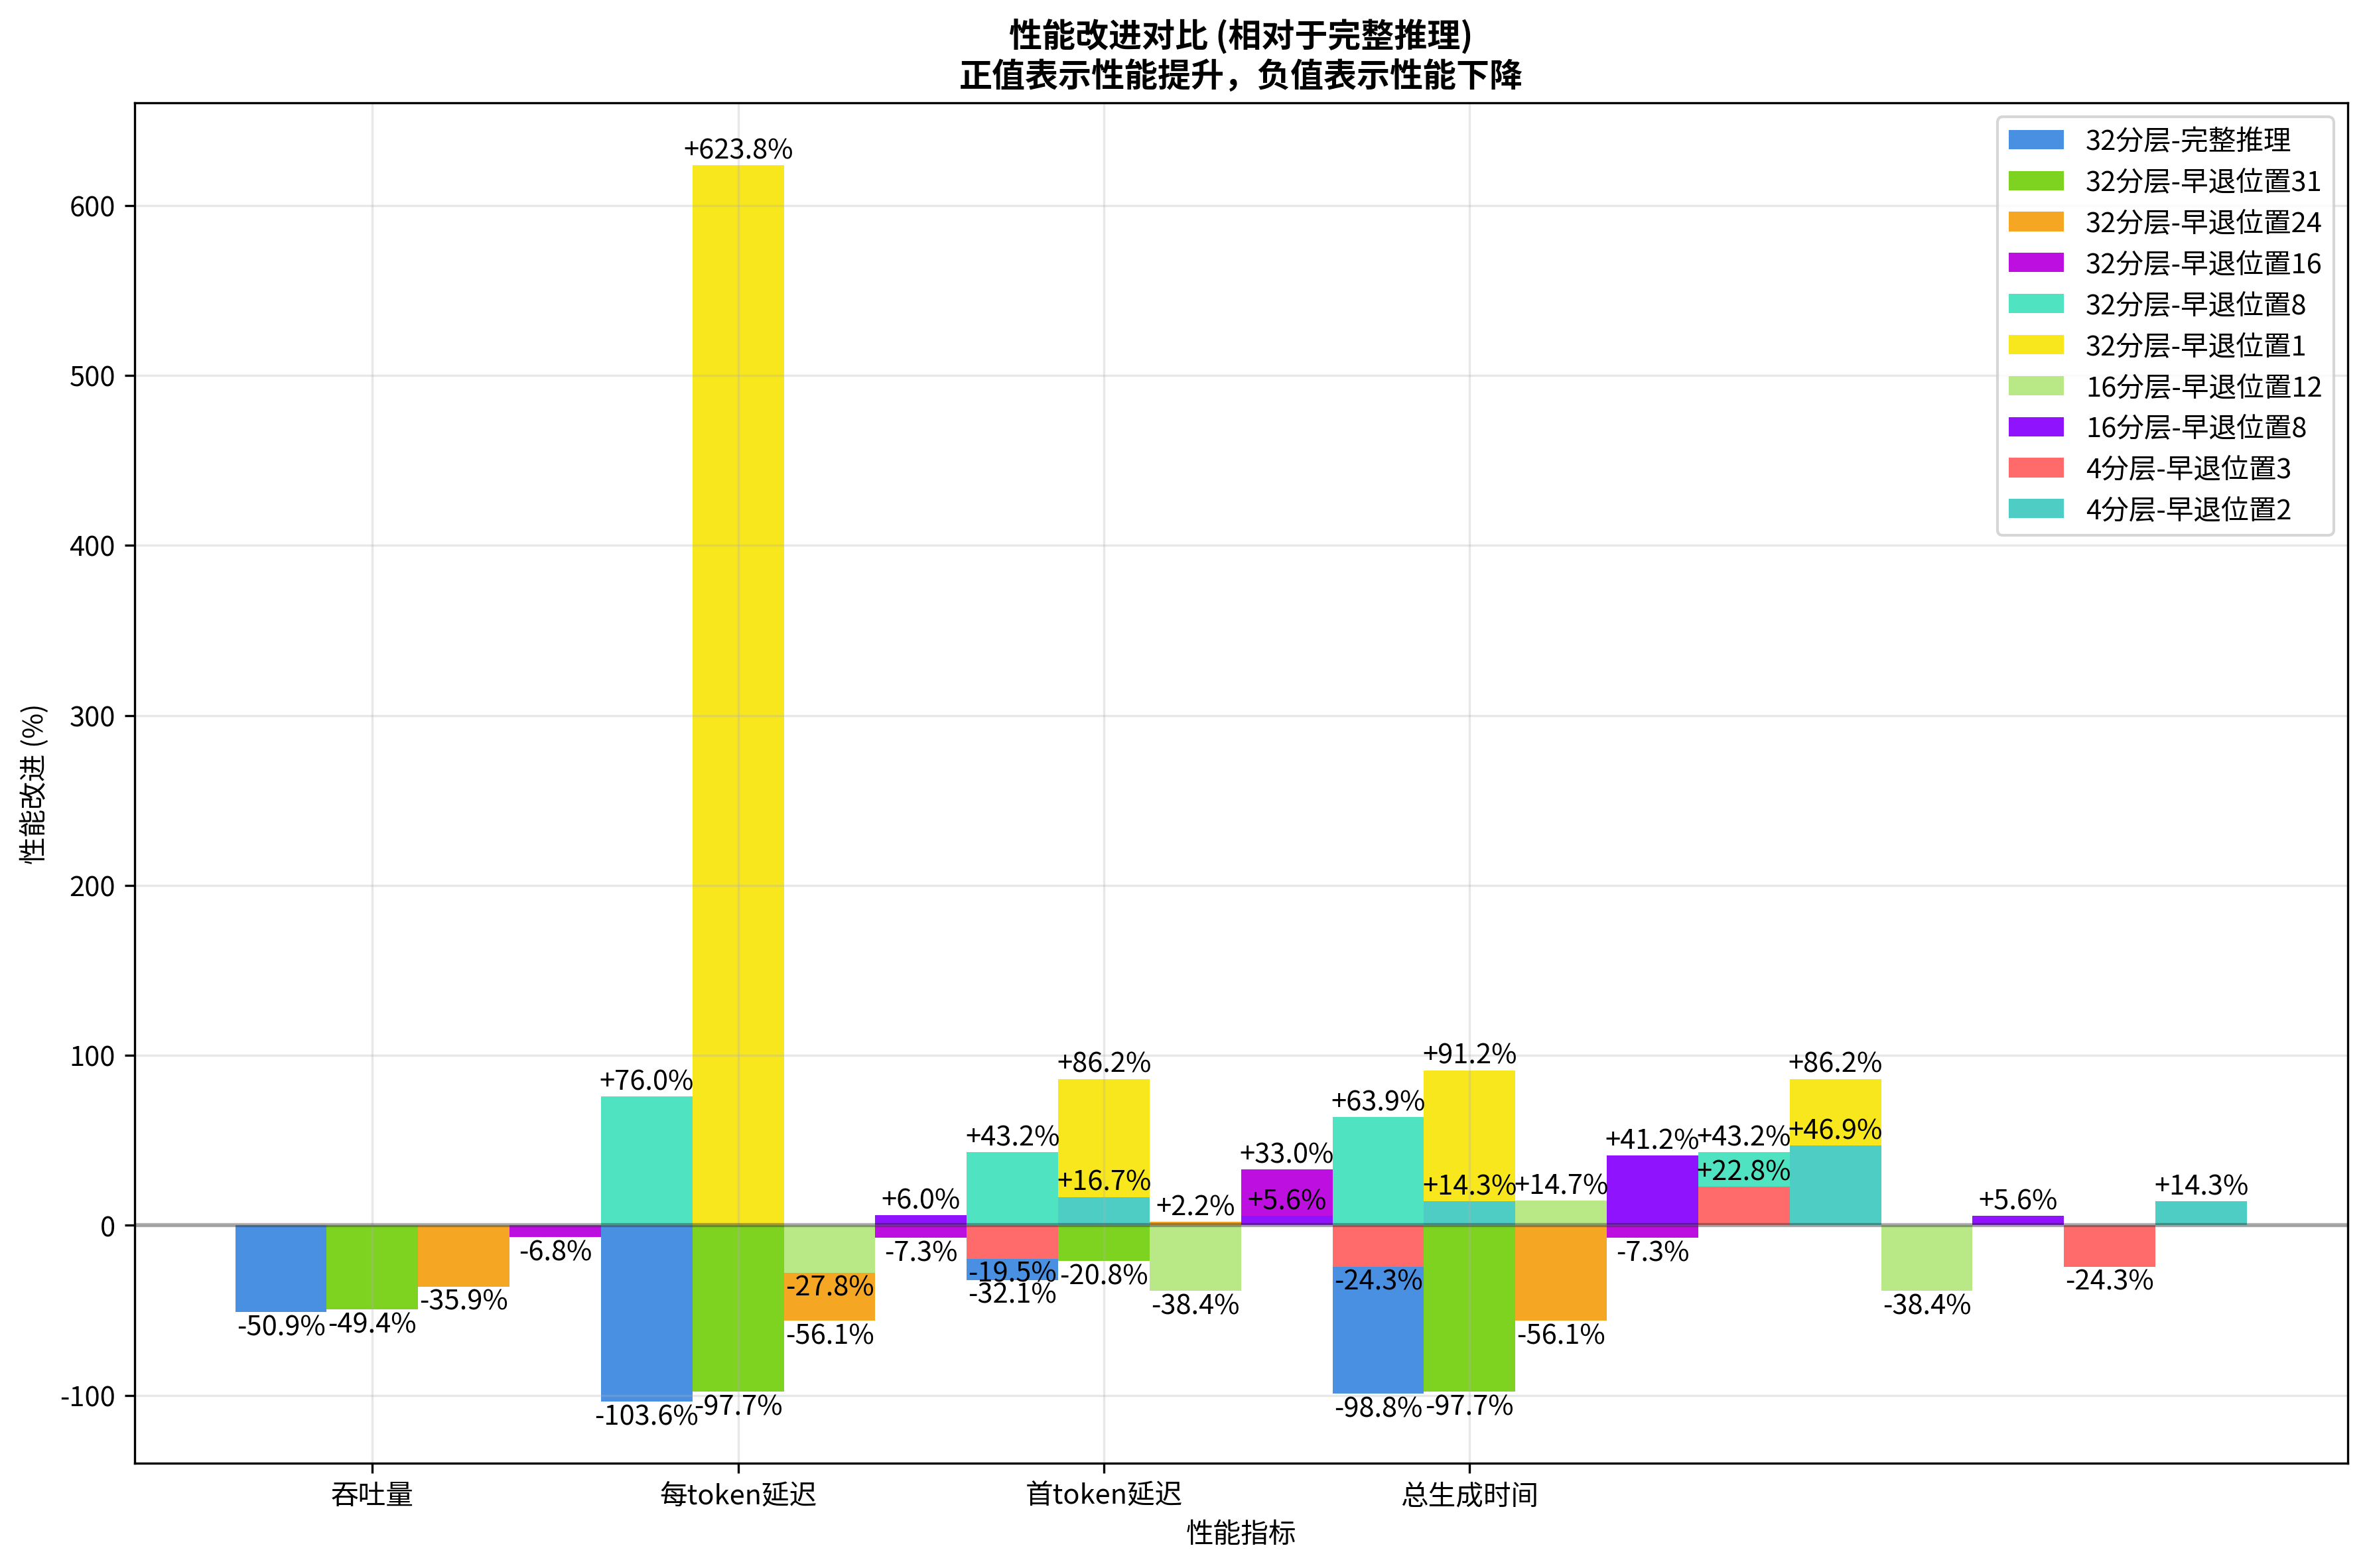 性能改进对比 (相对于完整推理)
正值表示性能提升，负值表示性能下降
性能改进 (%)
600
500
400
300
200
100
0
-100
32分层-完整推理
32分层-早退位置31
32分层-早退位置24
32分层-早退位置16
32分层-早退位置8
32分层-早退位置1
16分层-早退位置12
16分层-早退位置8
4分层-早退位置3
4分层-早退位置2
+623.8%
-50.9%
-49.4%
-35.9%
-6.8%
+76.0%
-103.6%
-97.7%
-27.8%
-56.1%
+6.0%
-7.3%
+43.2%
-19.5%
-32.1%
+86.2%
+16.7%
-20.8%
+2.2%
-38.4%
+33.0%
+5.6%
+63.9%
-24.3%
-98.8%
+91.2%
+14.3%
-97.7%
+14.7%
-56.1%
+41.2%
-7.3%
+43.2%
+22.8%
+86.2%
+46.9%
-38.4%
+5.6%
-24.3%
+14.3%
吞吐量
每token延迟
首token延迟
总生成时间
性能指标